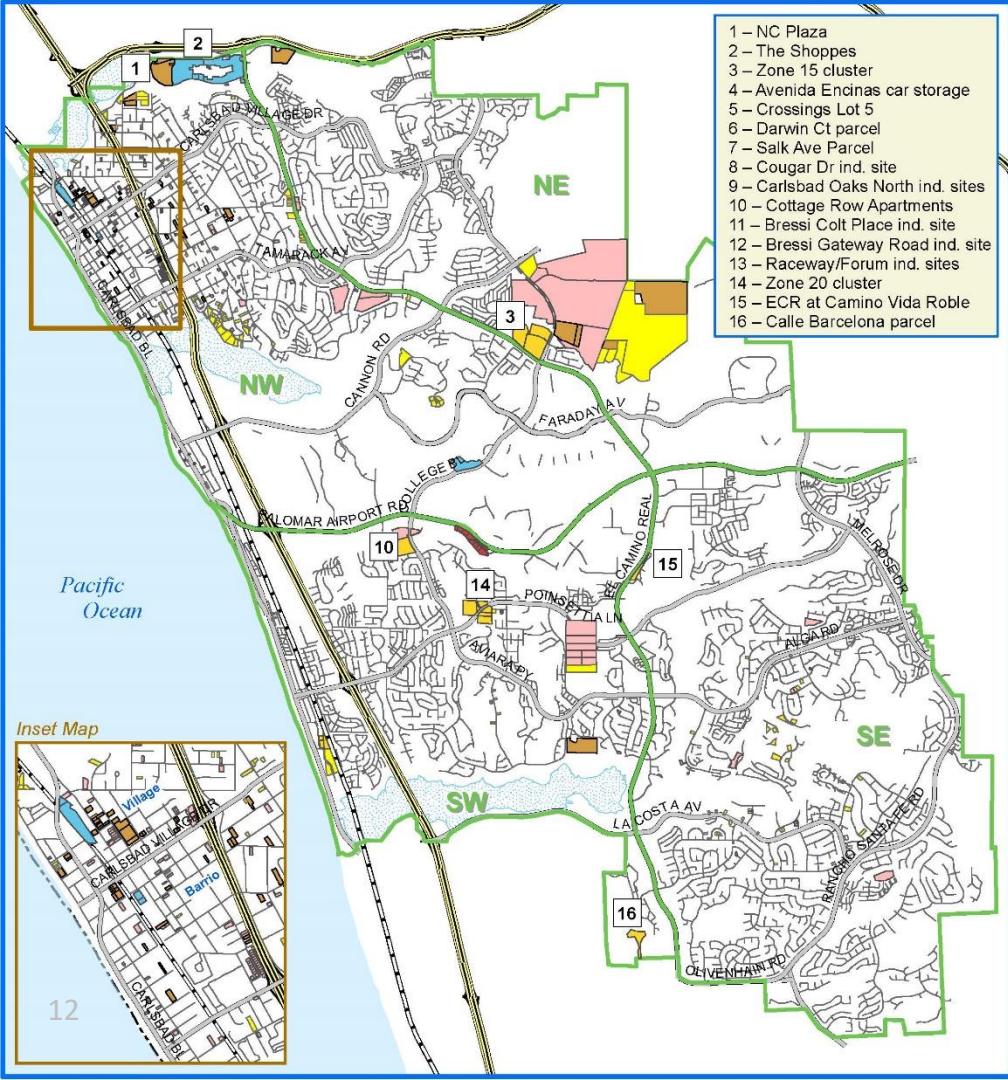 1 – NC Plaza
2 – The Shoppes
3 – Zone 15 cluster
4 – Avenida Encinas car storage
5 – Crossings Lot 5
6 – Darwin Ct parcel
7 – Salk Ave Parcel
8 – Cougar Dr ind. site
9 – Carlsbad Oaks North ind. sites
10 – Cottage Row Apartments
11 – Bressi Colt Place ind. site
12 – Bressi Gateway Road ind. site
13 – Raceway/Forum ind. sites
14 – Zone 20 cluster
15 – ECR at Camino Vida Roble
16 – Calle Barcelona parcel
2
1
CARLSBAD VILLAGE DR
NE
TAMARACK AV
CARLSBAD BL
3
NW
CANNON RD
FARADAY AV
COLLEGE BL
PALOMAR AIRPORT RD
EL CAMINO REAL
MELROSE DR
10
15
14
Pacific
Ocean
POINSETTIA LN
ALGA RD
AVIARA PY
SE
Inset Map
SW
LA COSTA AV
RANCHO SANTA FE RD
Village
CARLSBAD VILLAGE DR
Barrio
16
OLIVENHAIN RD
12
CARLSBAD BL